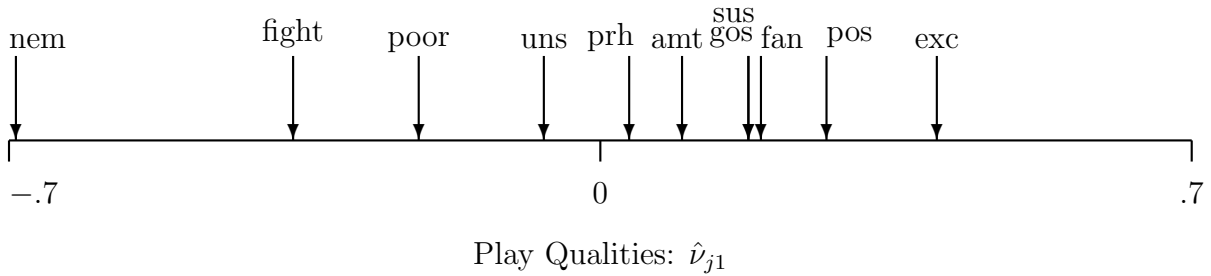 sus
nem fight poor uns prh amt gos fan pos exc
−.7 0 .7
Play Qualities: ν̂_{j1}